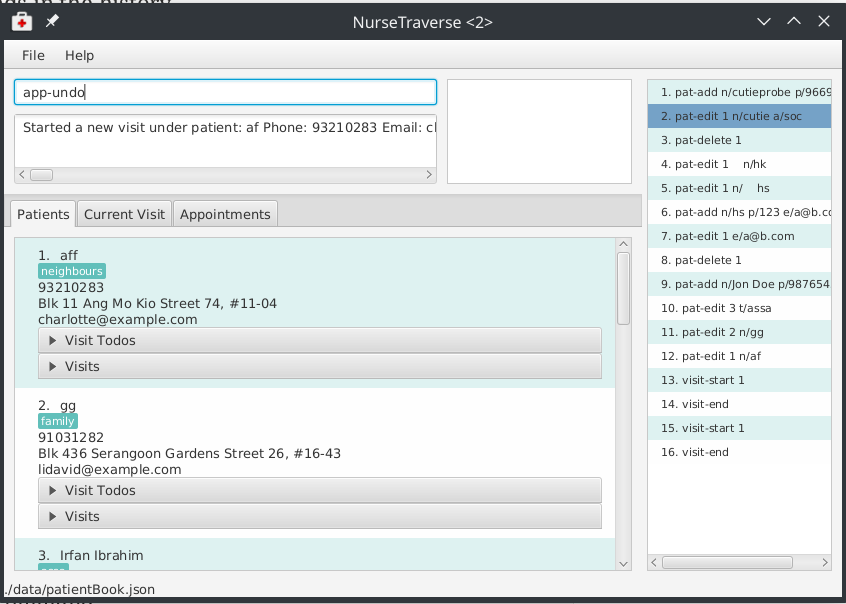 NurseTraverse <2>
File Help
app-undo
Started a new visit under patient: af Phone: 93210283 Email:
Patients Current Visit Appointments
1. aff
neighbours
93210283
Blk 11 Ang Mo Kio Street 74, #11-04
charlotte@example.com
Visit Todos
Visits
2. gg
family
91031282
Blk 436 Serangoon Gardens Street 26, #16-43
lidavid@example.com
Visit Todos
Visits
3. Irfan Ibrahim
1. pat-add n/cutieprobe p/9669
2. pat-edit 1 n/cutie a/soc
3. pat-delete 1
4. pat-edit 1 n/hk
5. pat-edit 1 n/ hs
6. pat-add n/hs p/123 e/a@b.co
7. pat-edit 1 e/a@b.com
8. pat-delete 1
9. pat-add n/Jon Doe p/987654
10. pat-edit 3 t/assa
11. pat-edit 2 n/gg
12. pat-edit 1 n/af
13. visit-start 1
14. visit-end
15. visit-start 1
16. visit-end
./data/patientBook.json